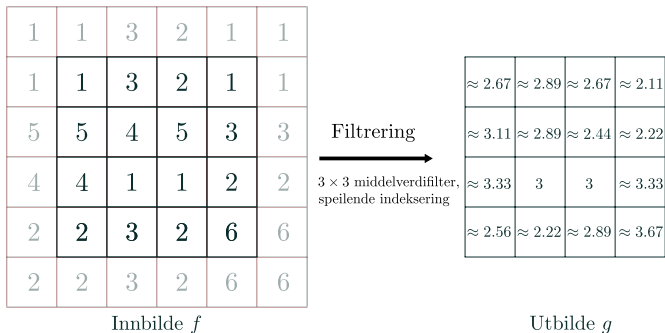 1 1 3 2 1 1
1 1 3 2 1 1
5 5 4 5 3 3
4 4 1 1 2 2
2 2 3 2 6 6
2 2 3 2 6 6
Innbilde f
Filtrering
3 × 3 middelverdifilter,
speilende indeksering
≈ 2.67 ≈ 2.89 ≈ 2.67 ≈ 2.11
≈ 3.11 ≈ 2.89 ≈ 2.44 ≈ 2.22
≈ 3.33 3 3 ≈ 3.33
≈ 2.56 ≈ 2.22 ≈ 2.89 ≈ 3.67
Utbilde g